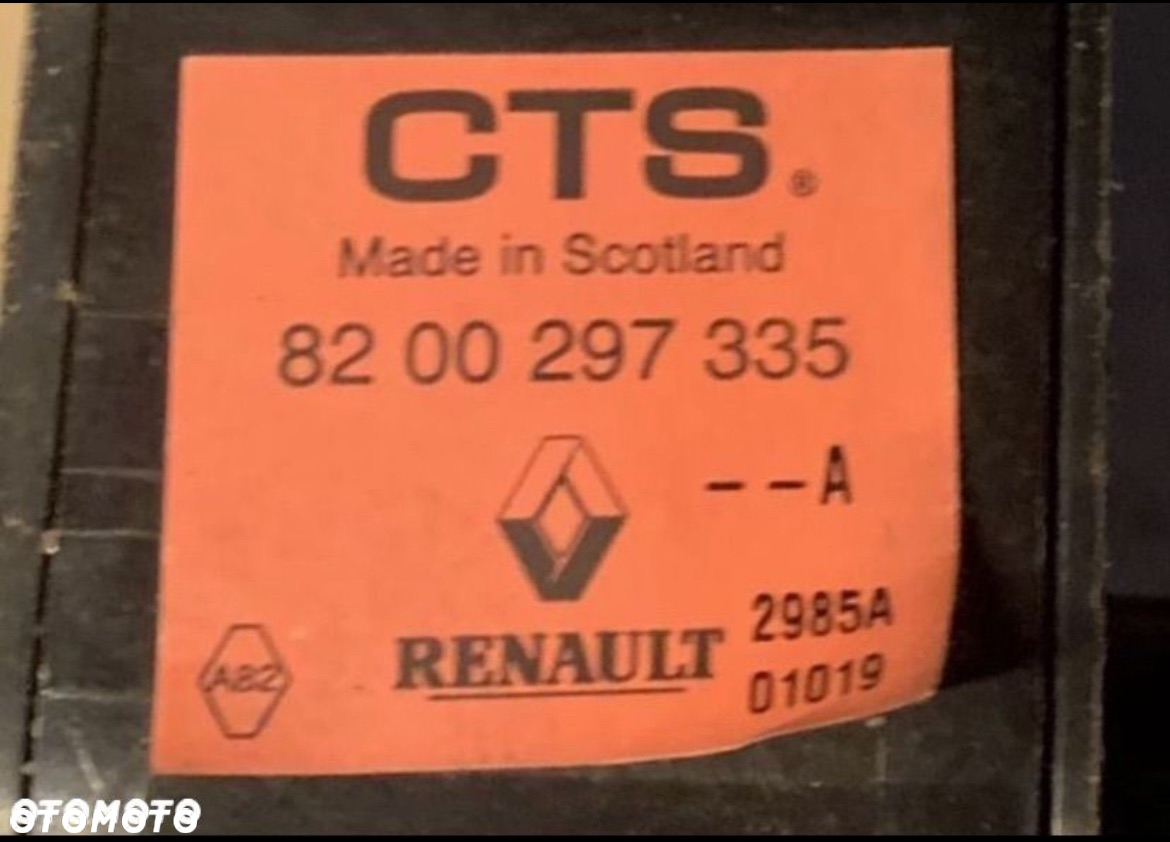 CTS®
Made in Scotland
82 00 297 335
--A
2985A
RENAULT
01019
A82
OTOMOTO